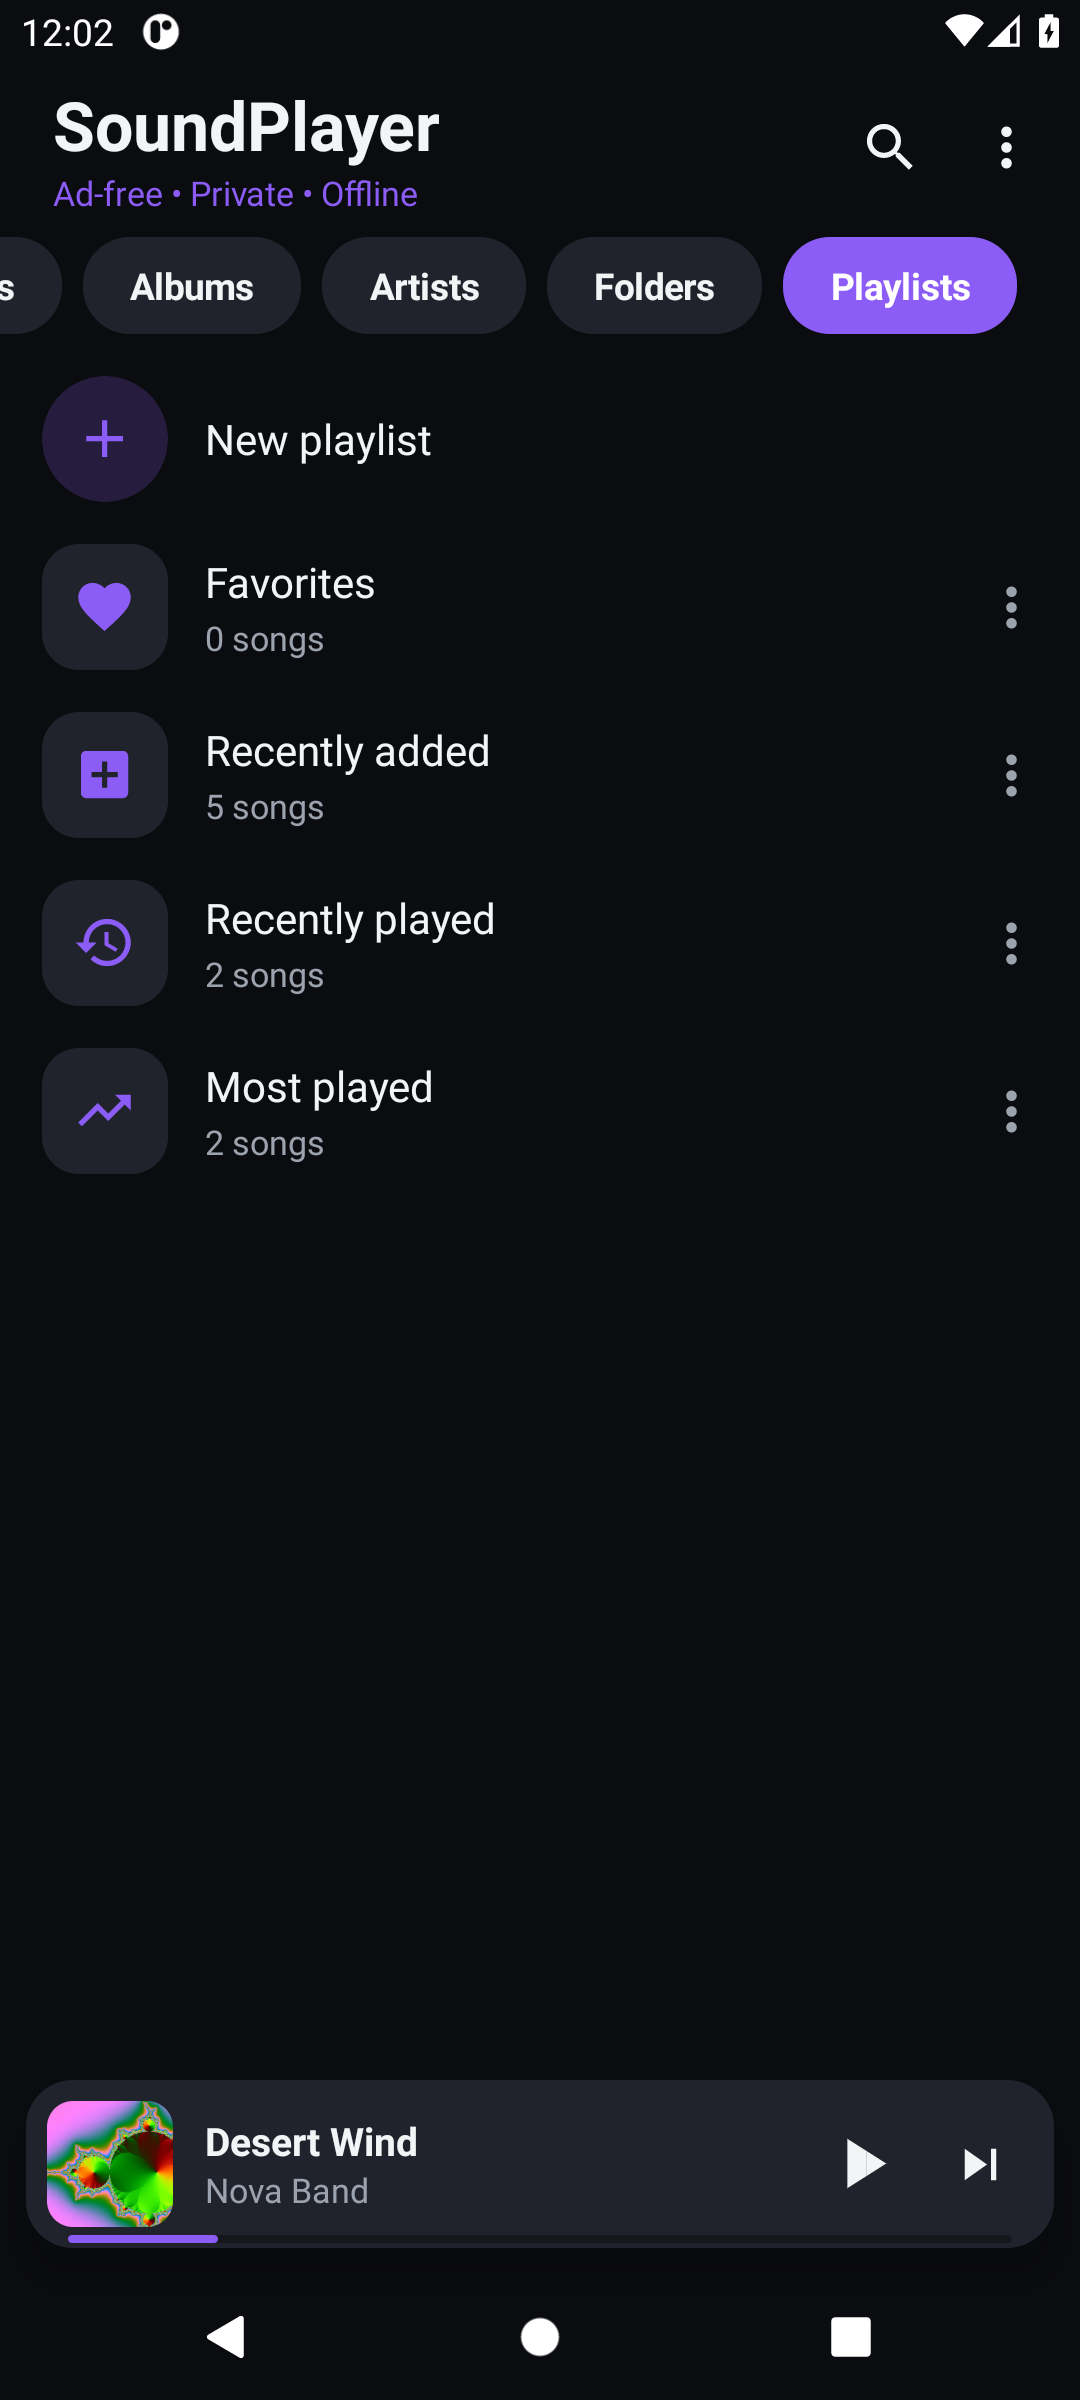 12:02
SoundPlayer
Ad-free • Private • Offline
s
Albums
Artists
Folders
Playlists
New playlist
Favorites
0 songs
Recently added
5 songs
Recently played
2 songs
Most played
2 songs
Desert Wind
Nova Band